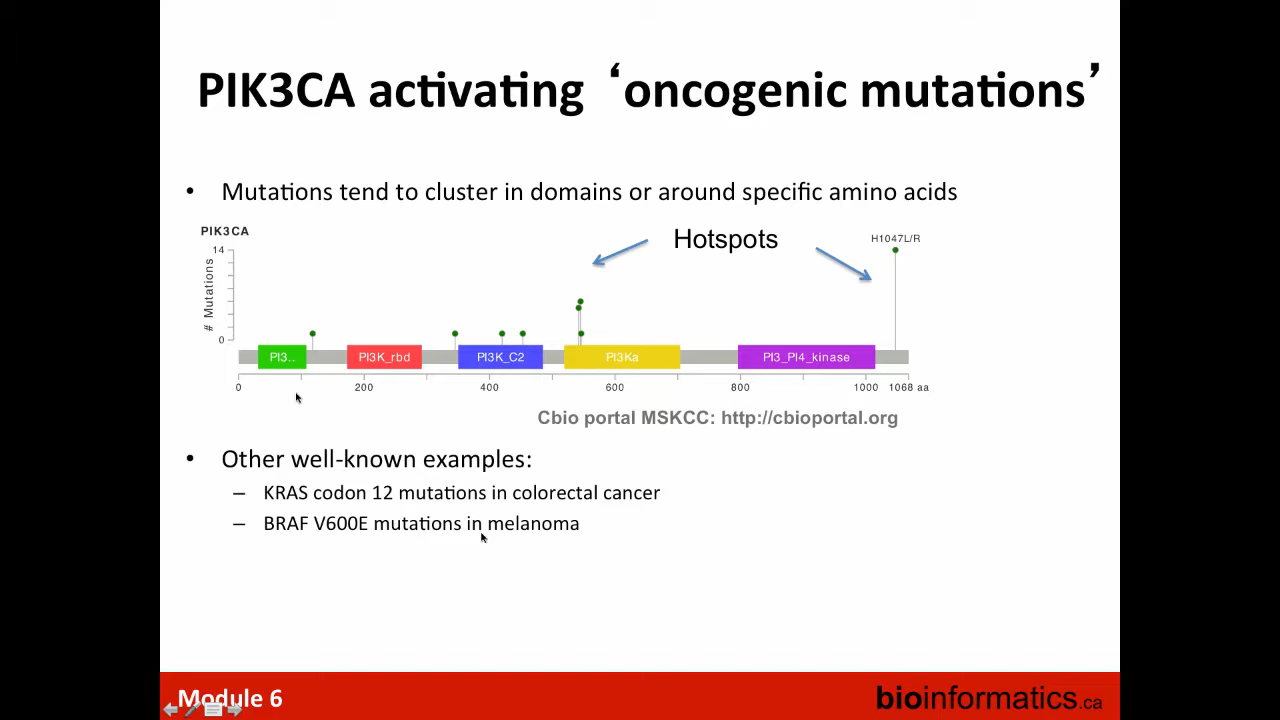 PIK3CA activating ‘oncogenic mutations’
• Mutations tend to cluster in domains or around specific amino acids
PIK3CA
Hotspots
H1047L/R
14
# Mutations
0
PI3..
PI3K_rbd
PI3K_C2
PI3Ka
PI3_PI4_kinase
0 200 400 600 800 1000 1068 aa
Cbio portal MSKCC: http://cbioportal.org
• Other well-known examples:
– KRAS codon 12 mutations in colorectal cancer
– BRAF V600E mutations in melanoma
Module 6
bioinformatics.ca